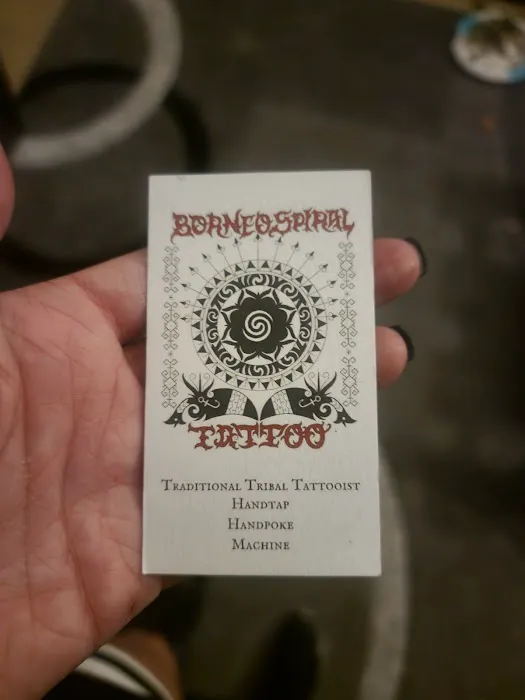 BORNEO SPIRAL
TATTOO
TRADITIONAL TRIBAL TATTOOIST
HANDTAP
HANDPOKE
MACHINE